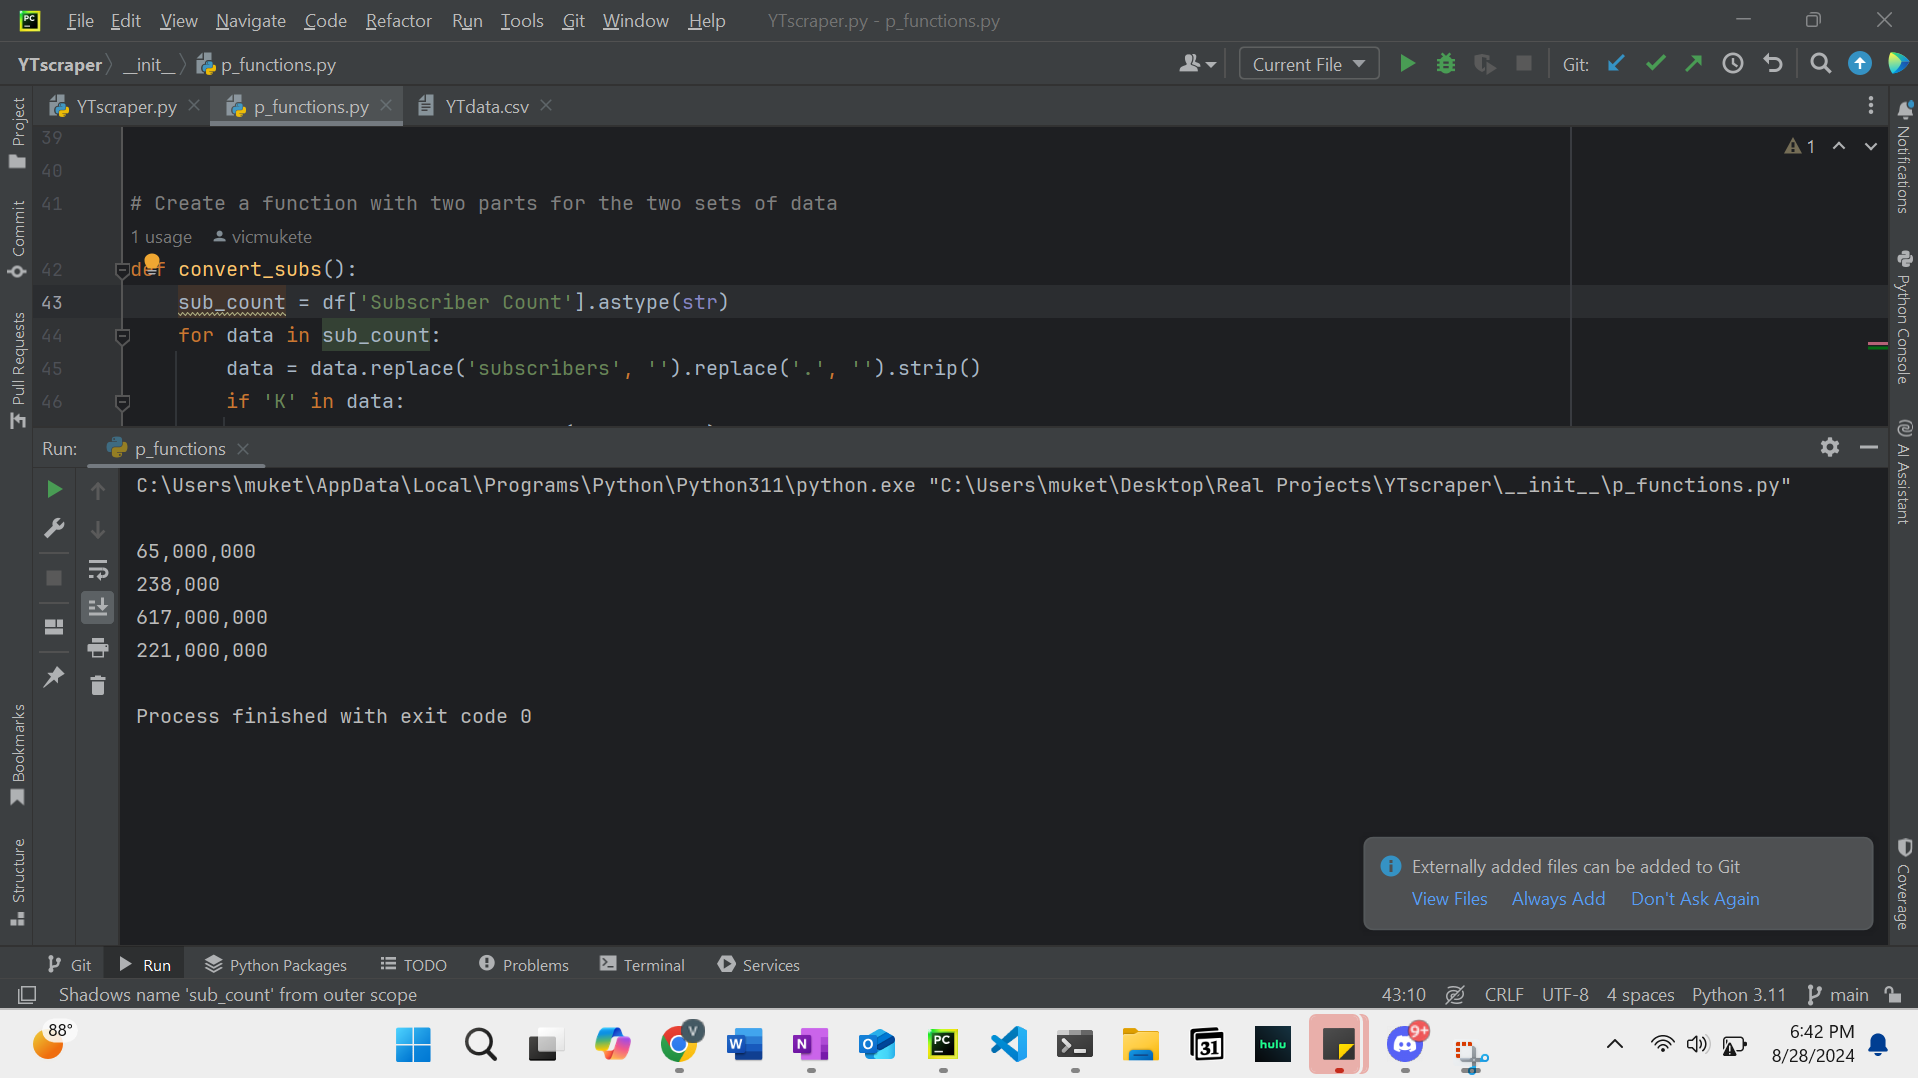 PC File Edit View Navigate Code Refactor Run Tools Git Window Help YTscraper.py - p_functions.py
YTscraper __init__ p_functions.py Current File Git:
YTscraper.py p_functions.py YTdata.csv
Project
Commit
Pull Requests
Bookmarks
Structure
39
40
41 # Create a function with two parts for the two sets of data
1 usage vicmukete
42 def convert_subs():
43 sub_count = df['Subscriber Count'].astype(str)
44 for data in sub_count:
45 data = data.replace('subscribers', '').replace('.', '').strip()
46 if 'K' in data:
1
Notifications
Python Console
AI Assistant
Coverage
Run: p_functions
C:\Users\muket\AppData\Local\Programs\Python\Python311\python.exe "C:\Users\muket\Desktop\Real Projects\YTscraper\__init__\p_functions.py"
65,000,000
238,000
617,000,000
221,000,000
Process finished with exit code 0
Externally added files can be added to Git
View Files Always Add Don't Ask Again
Git Run Python Packages TODO Problems Terminal Services
Shadows name 'sub_count' from outer scope 43:10 CRLF UTF-8 4 spaces Python 3.11 main
88° V W N O PC 31 hulu 9+ 6:42 PM
8/28/2024